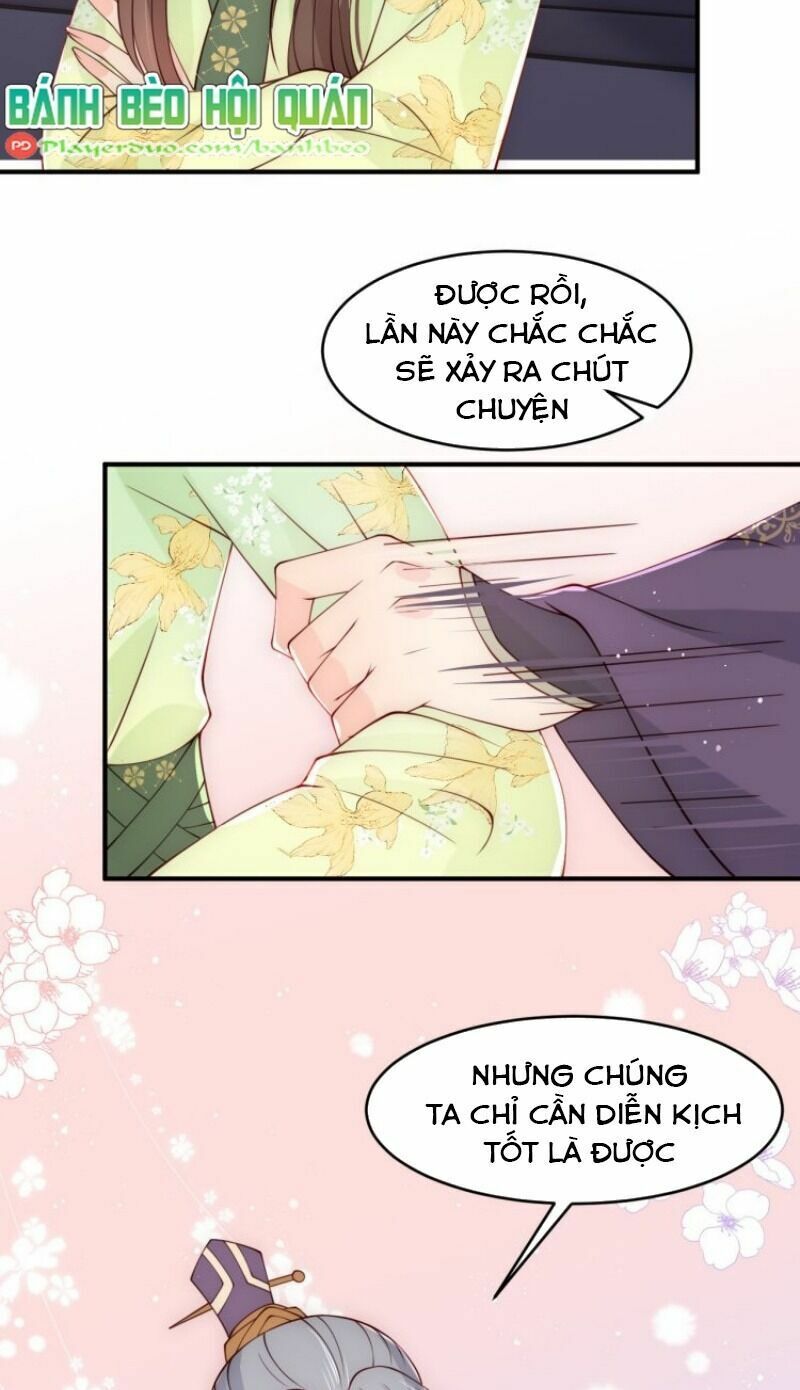 BÁNH BÈO HỘI QUÁN
PD Playerduo.com/banhbeo
ĐƯỢC RỒI,
LẦN NÀY CHẮC CHẮC
SẼ XẢY RA CHÚT
CHUYỆN
NHƯNG CHÚNG
TA CHỈ CẦN DIỄN KỊCH
TỐT LÀ ĐƯỢC